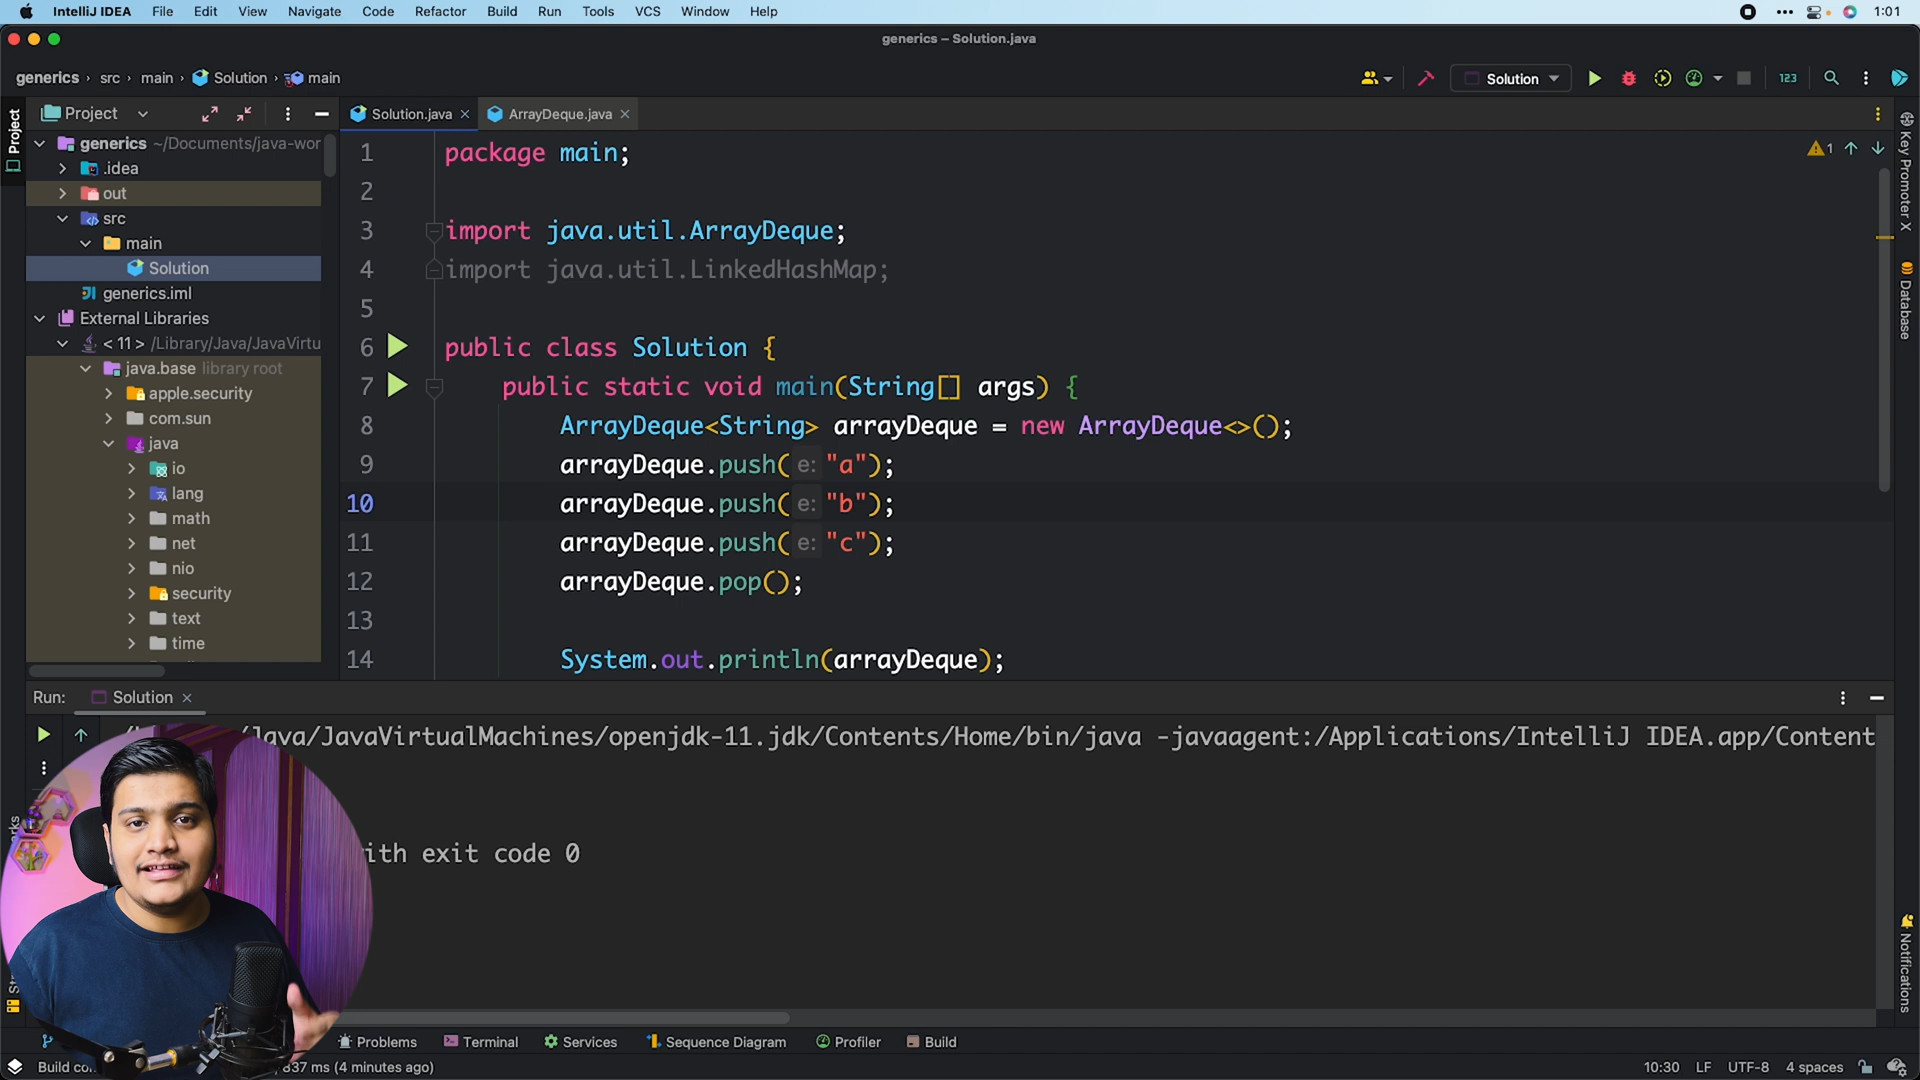 IntelliJ IDEA File Edit View Navigate Code Refactor Build Run Tools VCS Window Help 1:01
generics – Solution.java
generics › src › main › Solution › main
Solution
123
Project
Project
Solution.java
ArrayDeque.java
generics ~/Documents/java-wor
.idea
out
src
main
Solution
generics.iml
External Libraries
< 11 > /Library/Java/JavaVirtu
java.base library root
apple.security
com.sun
java
io
lang
math
net
nio
security
text
time
1 package main;
2
3 import java.util.ArrayDeque;
4 import java.util.LinkedHashMap;
5
6 public class Solution {
7 public static void main(String[] args) {
8 ArrayDeque<String> arrayDeque = new ArrayDeque<>();
9 arrayDeque.push( e: "a");
10 arrayDeque.push( e: "b");
11 arrayDeque.push( e: "c");
12 arrayDeque.pop();
13
14 System.out.println(arrayDeque);
1
Key Promoter X
Database
Notifications
Run: Solution
/Java/JavaVirtualMachines/openjdk-11.jdk/Contents/Home/bin/java -javaagent:/Applications/IntelliJ IDEA.app/Content
ith exit code 0
Problems Terminal Services Sequence Diagram Profiler Build
Build co 837 ms (4 minutes ago)
10:30 LF UTF-8 4 spaces